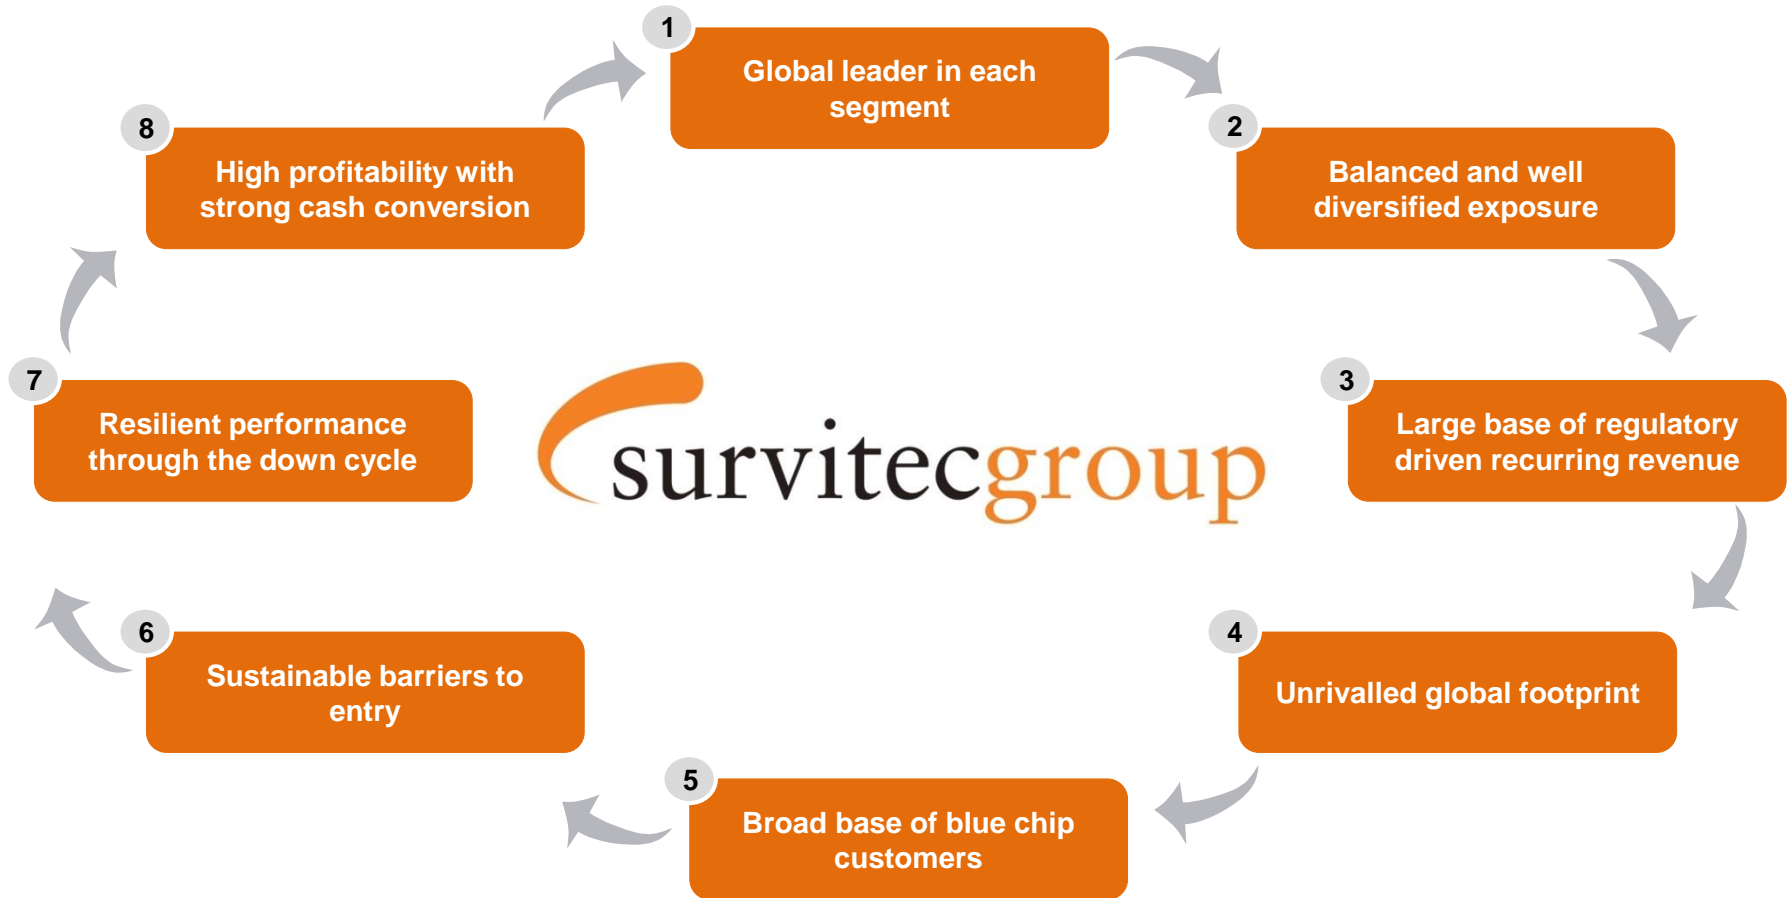 1
Global leader in each
segment
2
Balanced and well
diversified exposure
3
Large base of regulatory
driven recurring revenue
4
Unrivalled global footprint
5
Broad base of blue chip
customers
6
Sustainable barriers to
entry
7
Resilient performance
through the down cycle
8
High profitability with
strong cash conversion
survitecgroup